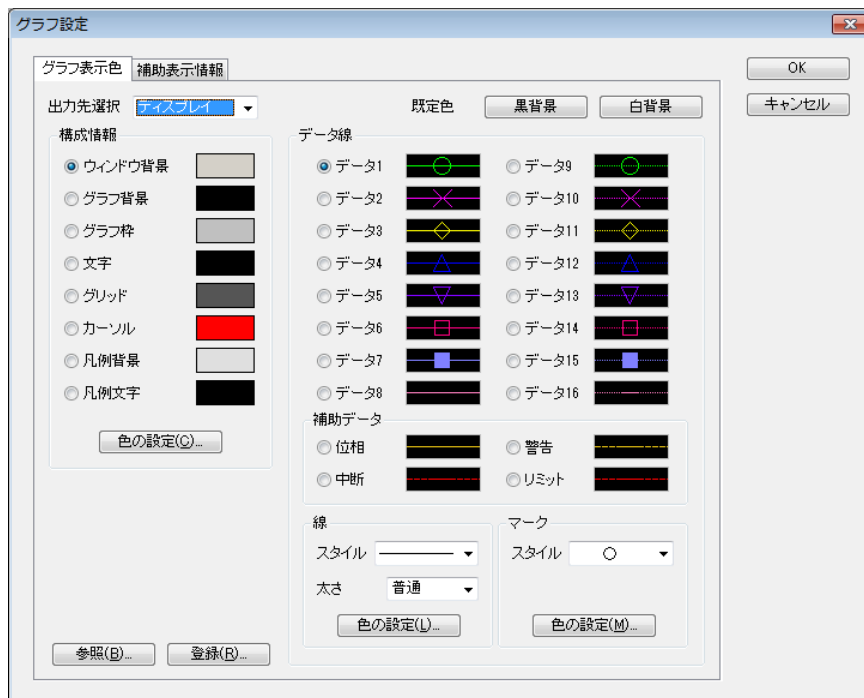 グラフ設定
グラフ表示色 補助表示情報
OK
キャンセル
出力先選択 ディスプレイ
既定色 黒背景 白背景
構成情報
ウィンドウ背景
グラフ背景
グラフ枠
文字
グリッド
カーソル
凡例背景
凡例文字
色の設定(C)...
データ線
データ1 データ9
データ2 データ10
データ3 データ11
データ4 データ12
データ5 データ13
データ6 データ14
データ7 データ15
データ8 データ16
補助データ
位相 警告
中断 リミット
線
スタイル
太さ 普通
色の設定(L)...
マーク
スタイル
色の設定(M)...
参照(B)... 登録(R)...